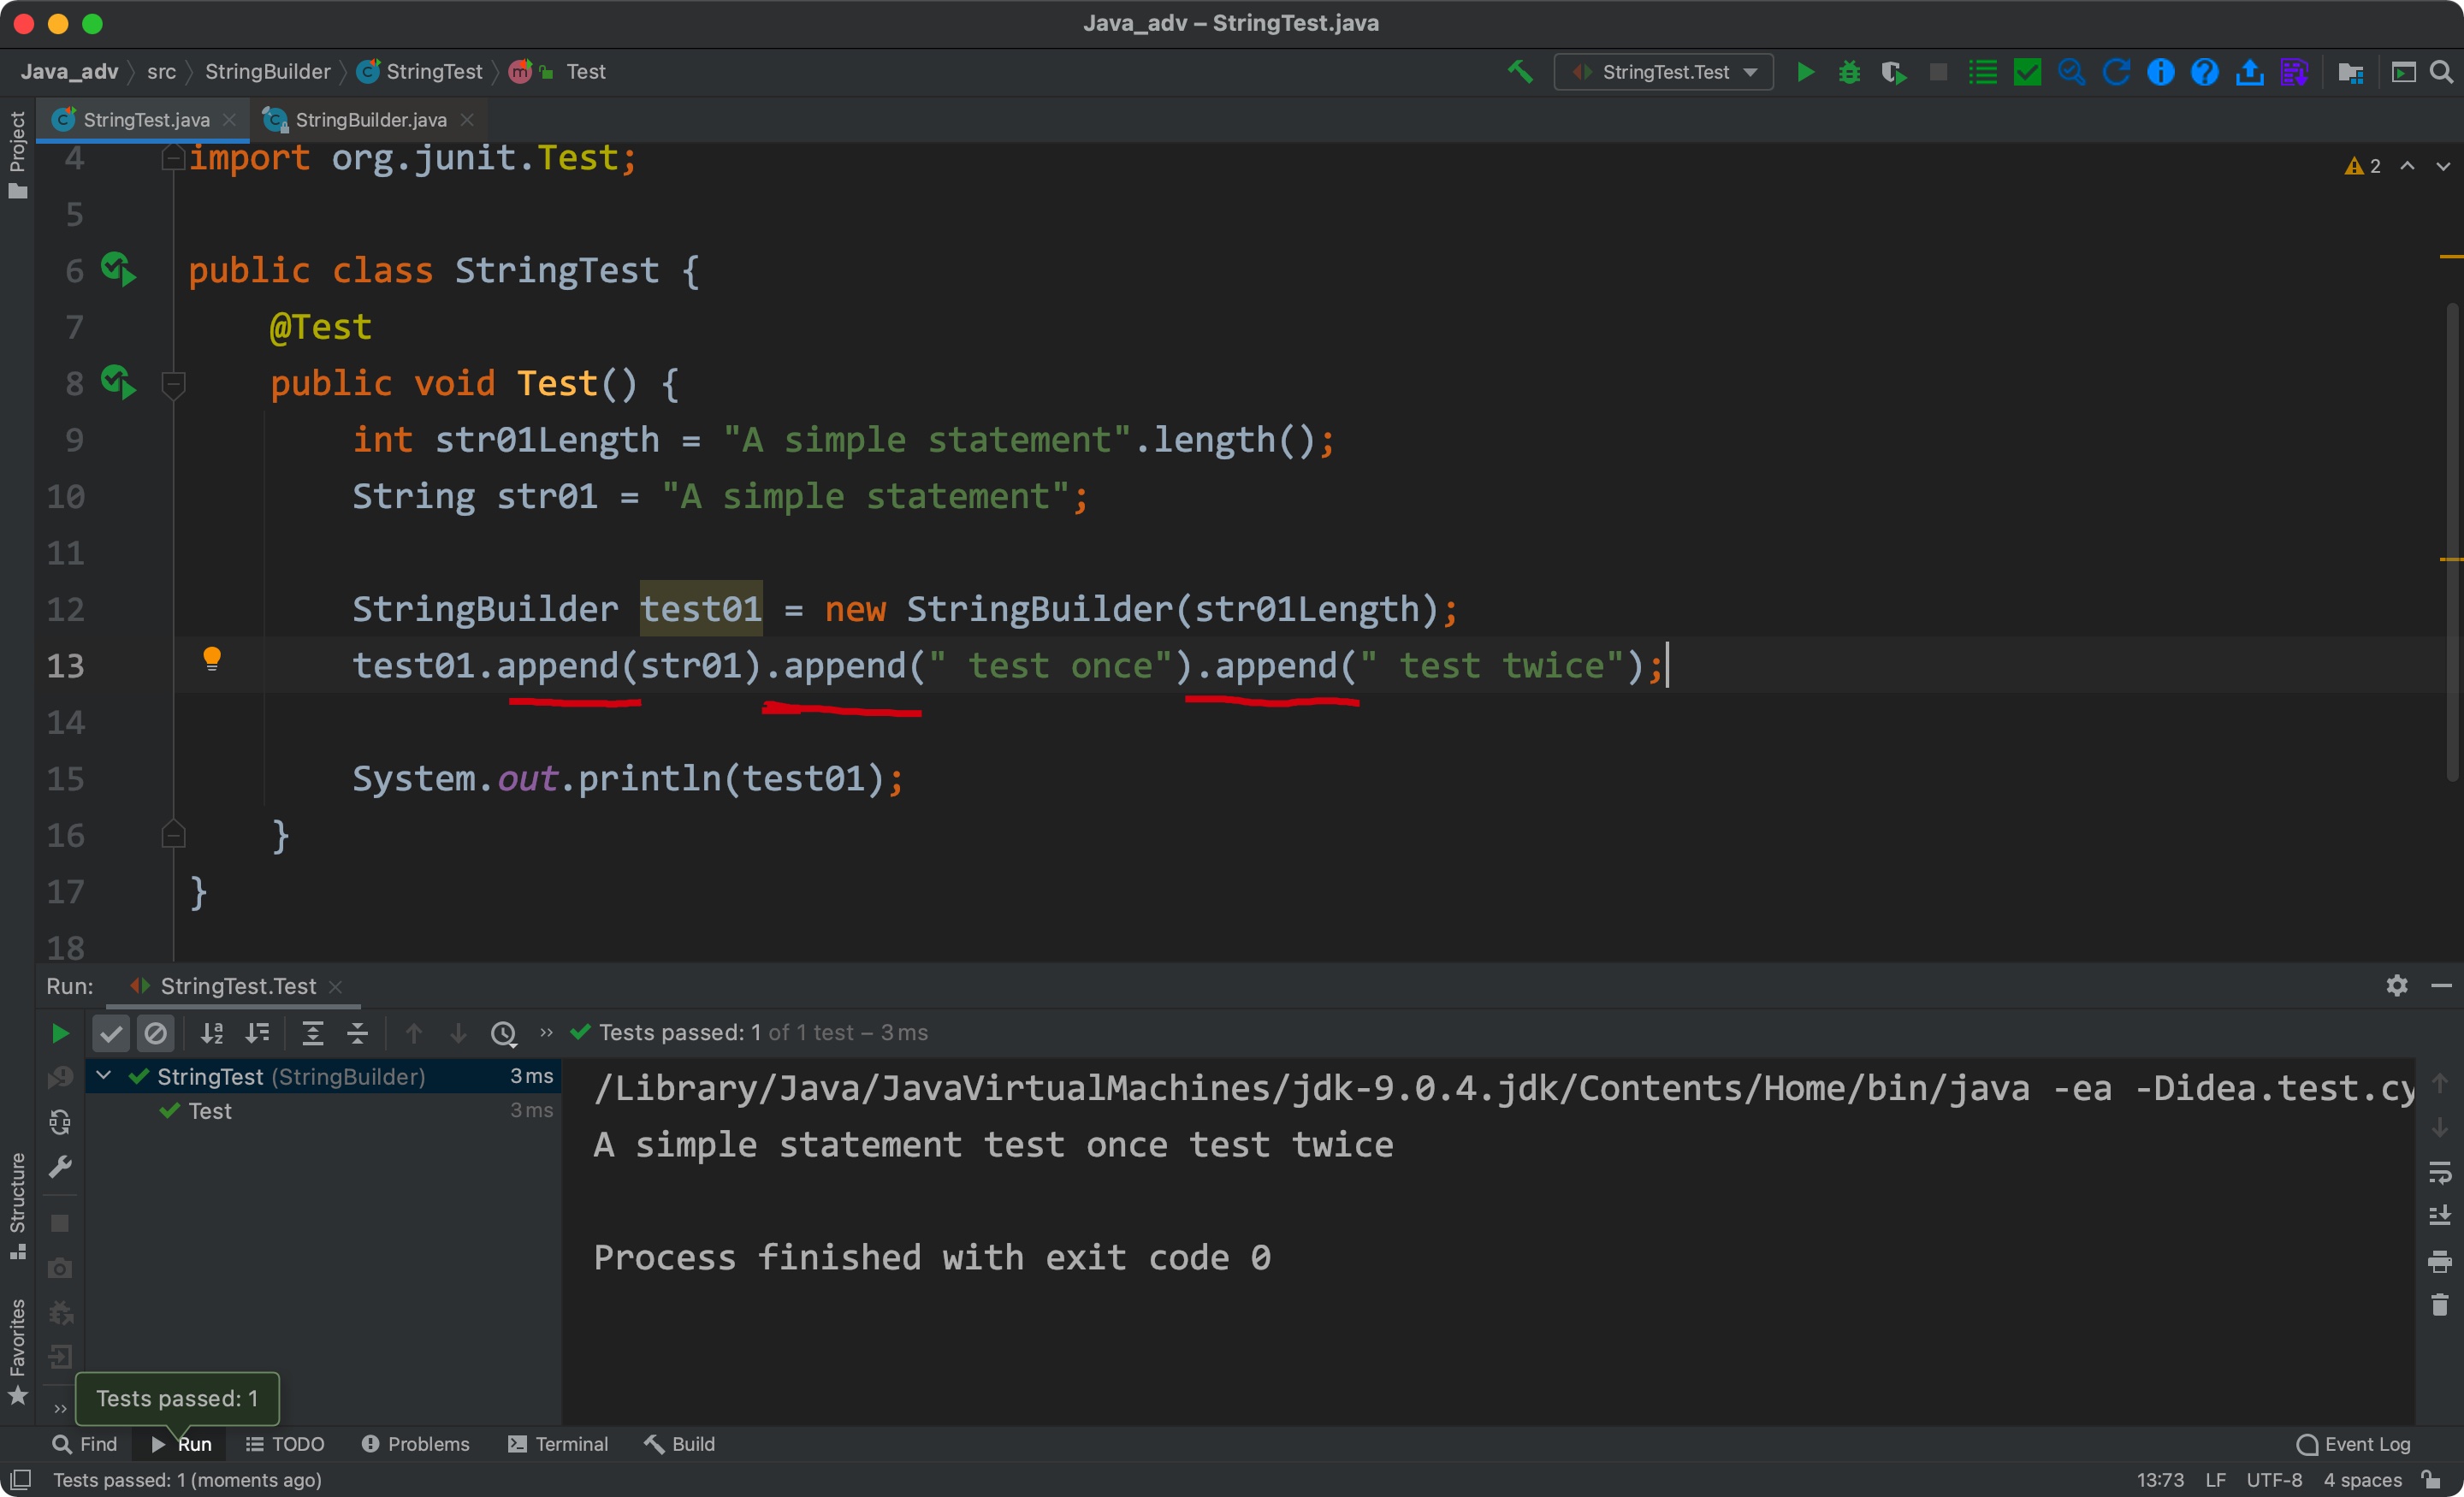 Java_adv – StringTest.java
Java_adv src StringBuilder StringTest Test
StringTest.Test
StringTest.java StringBuilder.java
Project
2
4 import org.junit.Test;
5
6 public class StringTest {
7 @Test
8 public void Test() {
9 int str01Length = "A simple statement".length();
10 String str01 = "A simple statement";
11
12 StringBuilder test01 = new StringBuilder(str01Length);
13 test01.append(str01).append(" test once").append(" test twice");
14
15 System.out.println(test01);
16 }
17 }
18
Run: StringTest.Test
Tests passed: 1 of 1 test – 3 ms
StringTest (StringBuilder) 3 ms
Test 3 ms
/Library/Java/JavaVirtualMachines/jdk-9.0.4.jdk/Contents/Home/bin/java -ea -Didea.test.cy
A simple statement test once test twice
Process finished with exit code 0
Structure
Favorites
Tests passed: 1
Find Run TODO Problems Terminal Build Event Log
Tests passed: 1 (moments ago) 13:73 LF UTF-8 4 spaces